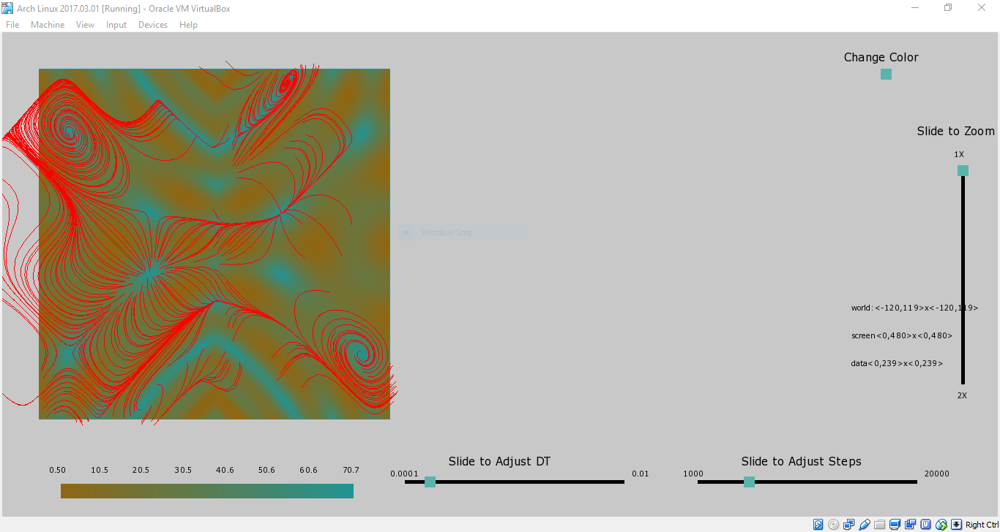 Arch Linux 2017.03.01 [Running] - Oracle VM VirtualBox
File Machine View Input Devices Help
Change Color
Slide to Zoom
1X
Window Snip
world: <-120,119>x<-120,119>
screen<0,480>x<0,480>
data<0,239>x<0,239>
2X
Slide to Adjust DT
Slide to Adjust Steps
0.50 10.5 20.5 30.5 40.6 50.6 60.6 70.7
0.0001 0.01 1000 20000
Right Ctrl